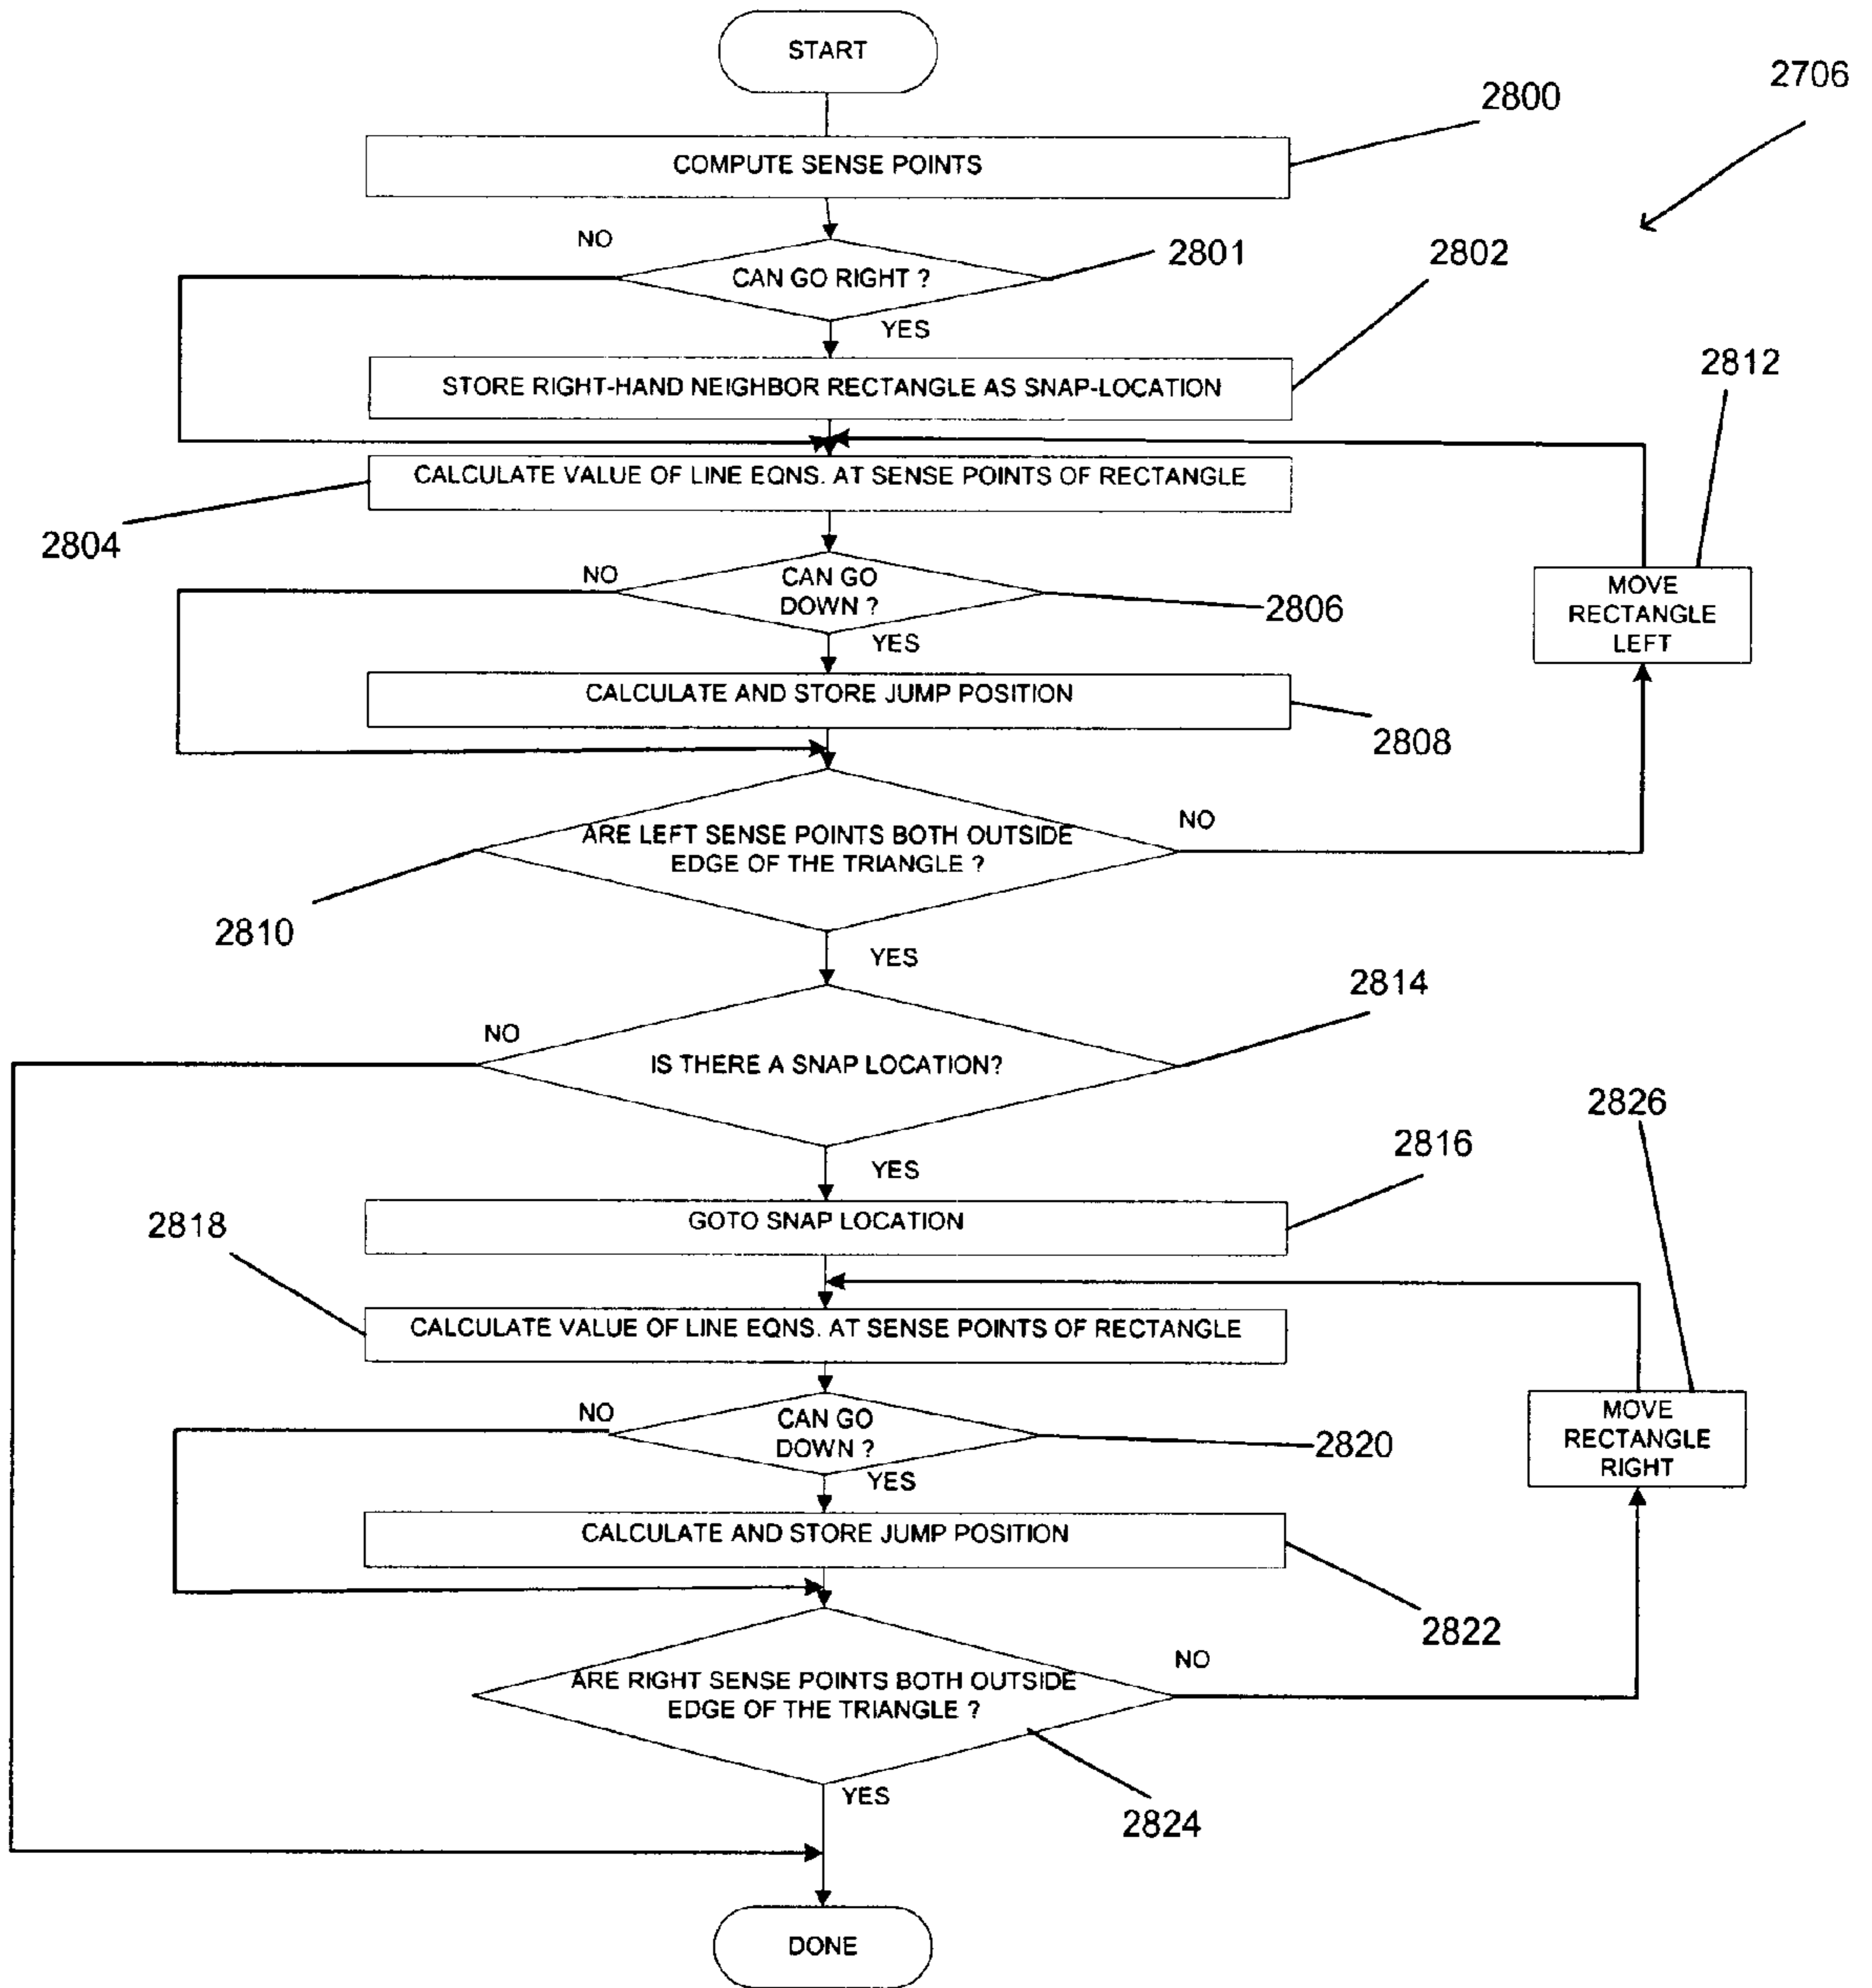 START
2706
2800
COMPUTE SENSE POINTS
NO
2801
2802
CAN GO RIGHT ?
YES
2812
STORE RIGHT-HAND NEIGHBOR RECTANGLE AS SNAP-LOCATION
CALCULATE VALUE OF LINE EQNS. AT SENSE POINTS OF RECTANGLE
2804
NO
CAN GO
DOWN ?
2806
MOVE
RECTANGLE
LEFT
YES
CALCULATE AND STORE JUMP POSITION
2808
ARE LEFT SENSE POINTS BOTH OUTSIDE
EDGE OF THE TRIANGLE ?
NO
2810
YES
2814
NO
IS THERE A SNAP LOCATION?
2826
2816
YES
2818
GOTO SNAP LOCATION
CALCULATE VALUE OF LINE EQNS. AT SENSE POINTS OF RECTANGLE
NO
CAN GO
DOWN ?
2820
MOVE
RECTANGLE
RIGHT
YES
CALCULATE AND STORE JUMP POSITION
2822
NO
ARE RIGHT SENSE POINTS BOTH OUTSIDE
EDGE OF THE TRIANGLE ?
YES
2824
DONE